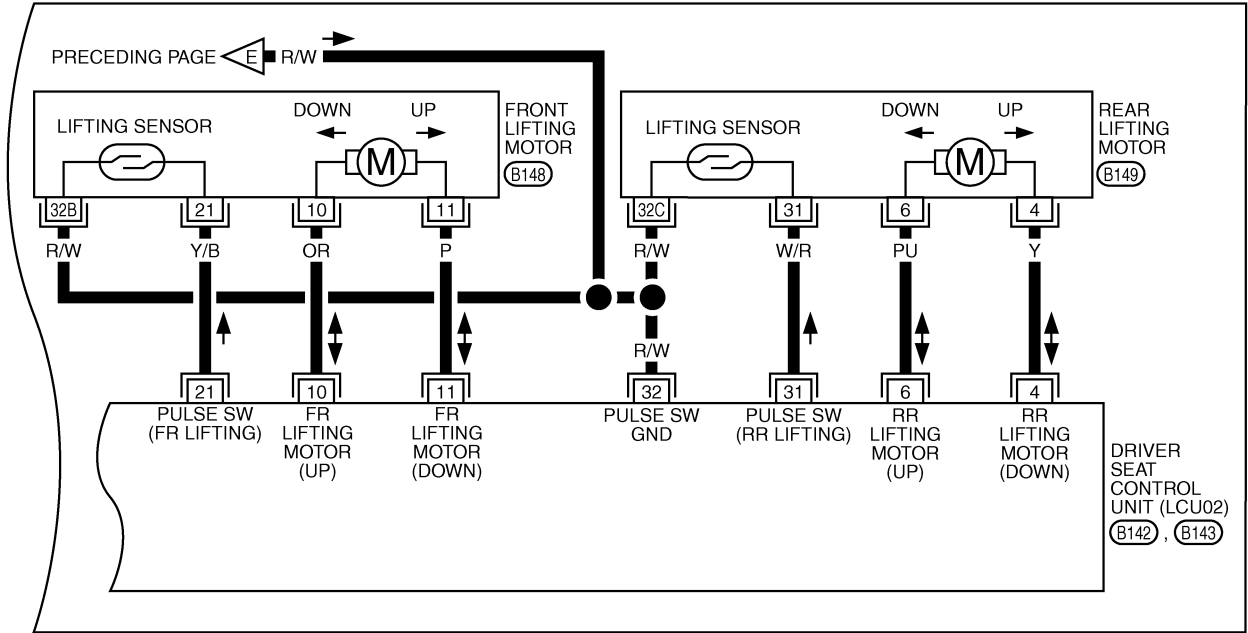 PRECEDING PAGE E R/W
DOWN UP
LIFTING SENSOR
M
FRONT
LIFTING
MOTOR
B148
DOWN UP
LIFTING SENSOR
M
REAR
LIFTING
MOTOR
B149
32B 21 10 11 32C 31 6 4
R/W Y/B OR P R/W W/R PU Y
R/W
21 10 11 32 31 6 4
PULSE SW
(FR LIFTING)
FR
LIFTING
MOTOR
(UP)
FR
LIFTING
MOTOR
(DOWN)
PULSE SW
GND
PULSE SW
(RR LIFTING)
RR
LIFTING
MOTOR
(UP)
RR
LIFTING
MOTOR
(DOWN)
DRIVER
SEAT
CONTROL
UNIT (LCU02)
B142 , B143